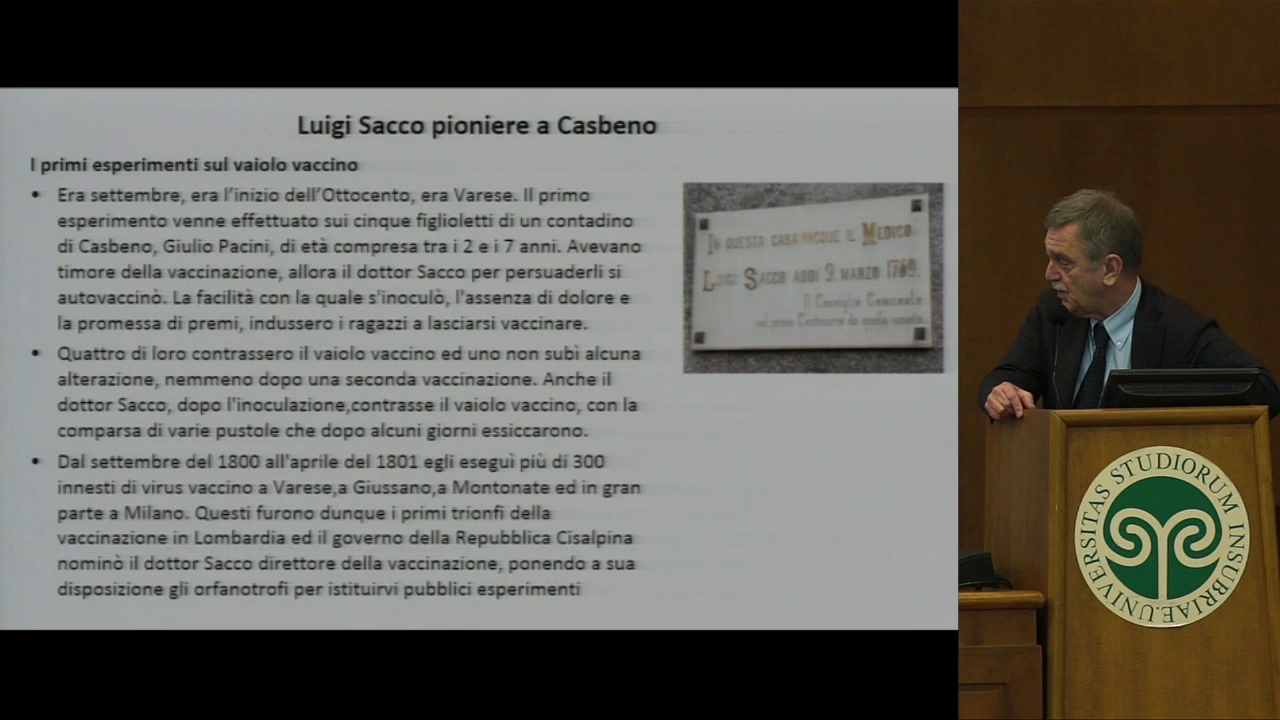 Luigi Sacco pioniere a Casbeno
I primi esperimenti sul vaiolo vaccino
• Era settembre, era l'inizio dell'Ottocento, era Varese. Il primo
esperimento venne effettuato sui cinque figlioletti di un contadino
di Casbeno, Giulio Pacini, di età compresa tra i 2 e i 7 anni. Avevano
timore della vaccinazione, allora il dottor Sacco per persuaderli si
autovaccinò. La facilità con la quale s'inoculò, l'assenza di dolore e
la promessa di premi, indussero i ragazzi a lasciarsi vaccinare.
• Quattro di loro contrassero il vaiolo vaccino ed uno non subì alcuna
alterazione, nemmeno dopo una seconda vaccinazione. Anche il
dottor Sacco, dopo l'inoculazione,contrasse il vaiolo vaccino, con la
comparsa di varie pustole che dopo alcuni giorni essiccarono.
• Dal settembre del 1800 all'aprile del 1801 egli eseguì più di 300
innesti di virus vaccino a Varese,a Giussano,a Montonate ed in gran
parte a Milano. Questi furono dunque i primi trionfi della
vaccinazione in Lombardia ed il governo della Repubblica Cisalpina
nominò il dottor Sacco direttore della vaccinazione, ponendo a sua
disposizione gli orfanotrofi per istituirvi pubblici esperimenti
IN QUESTA CASA NACQUE IL MEDICO
LUIGI SACCO ADDÌ 9 MARZO 1769.
Il Consiglio Comunale
nel primo Centenario da quella nascita
UNIVERSITAS STUDIORUM INSUBRIAE